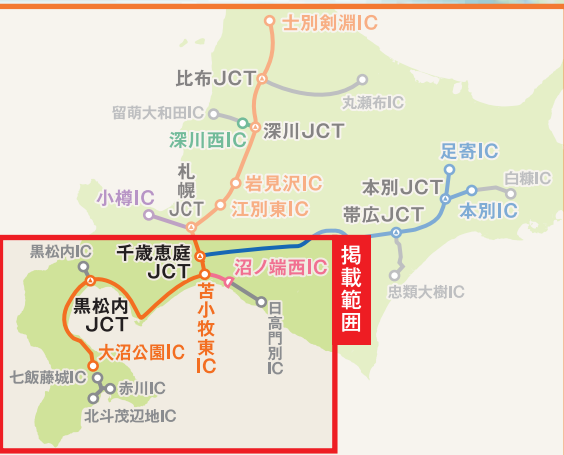 士別剣淵IC
比布JCT
丸瀬布IC
留萌大和田IC
深川西IC
深川JCT
足寄IC
札幌
JCT
岩見沢IC
本別JCT
白糠IC
小樽IC
江別東IC
本別IC
帯広JCT
黒松内IC
千歳恵庭
JCT
沼ノ端西IC
掲載範囲
忠類大樹IC
黒松内
JCT
苫小牧東IC
日高門別IC
大沼公園IC
七飯藤城IC
赤川IC
北斗茂辺地IC